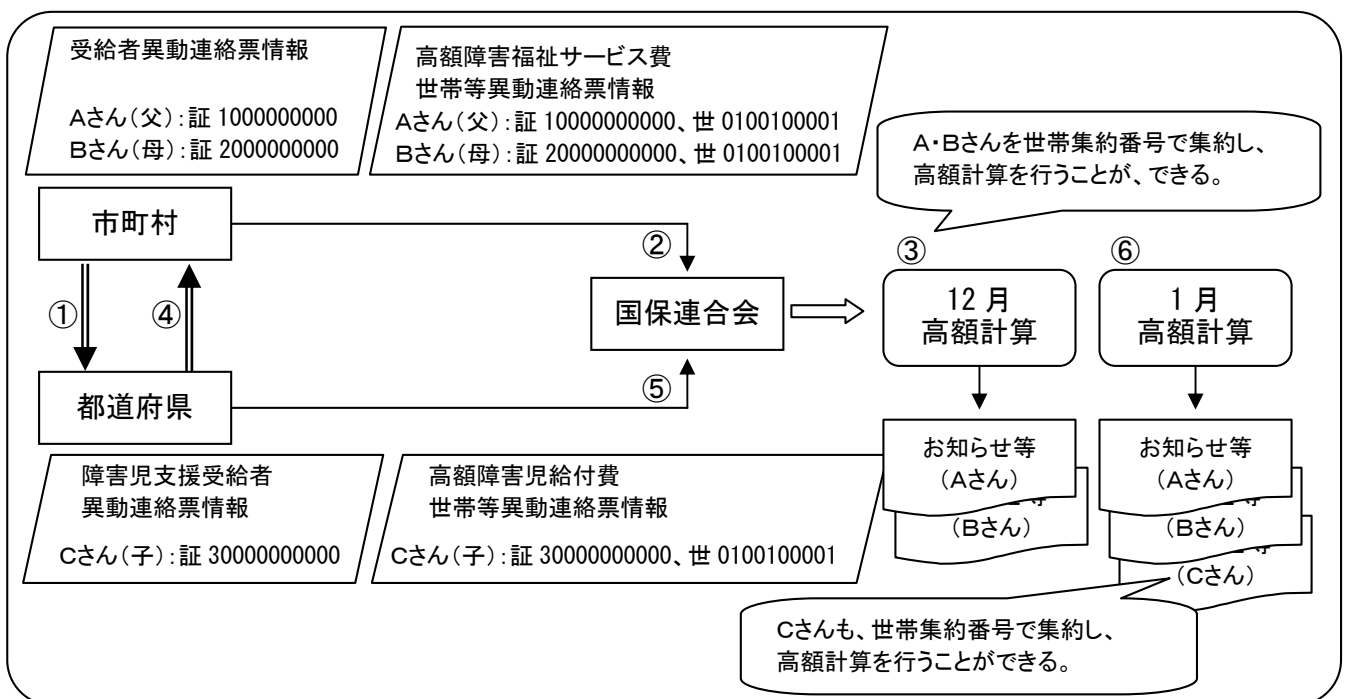 受給者異動連絡票情報
Aさん(父):証 1000000000
Bさん(母):証 2000000000
高額障害福祉サービス費
世帯等異動連絡票情報
Aさん(父):証 10000000000、世 0100100001
Bさん(母):証 20000000000、世 0100100001
A・Bさんを世帯集約番号で集約し、
高額計算を行うことが、できる。
市町村
①
④
都道府県
②
国保連合会
⑤
③
12 月
高額計算
⑥
1 月
高額計算
お知らせ等
(Aさん)
等
(Bさん)
お知らせ等
(Aさん)
等
(Bさん)
等
(Cさん)
障害児支援受給者
異動連絡票情報
Cさん(子):証 30000000000
高額障害児給付費
世帯等異動連絡票情報
Cさん(子):証 30000000000、世 0100100001
Cさんも、世帯集約番号で集約し、
高額計算を行うことができる。